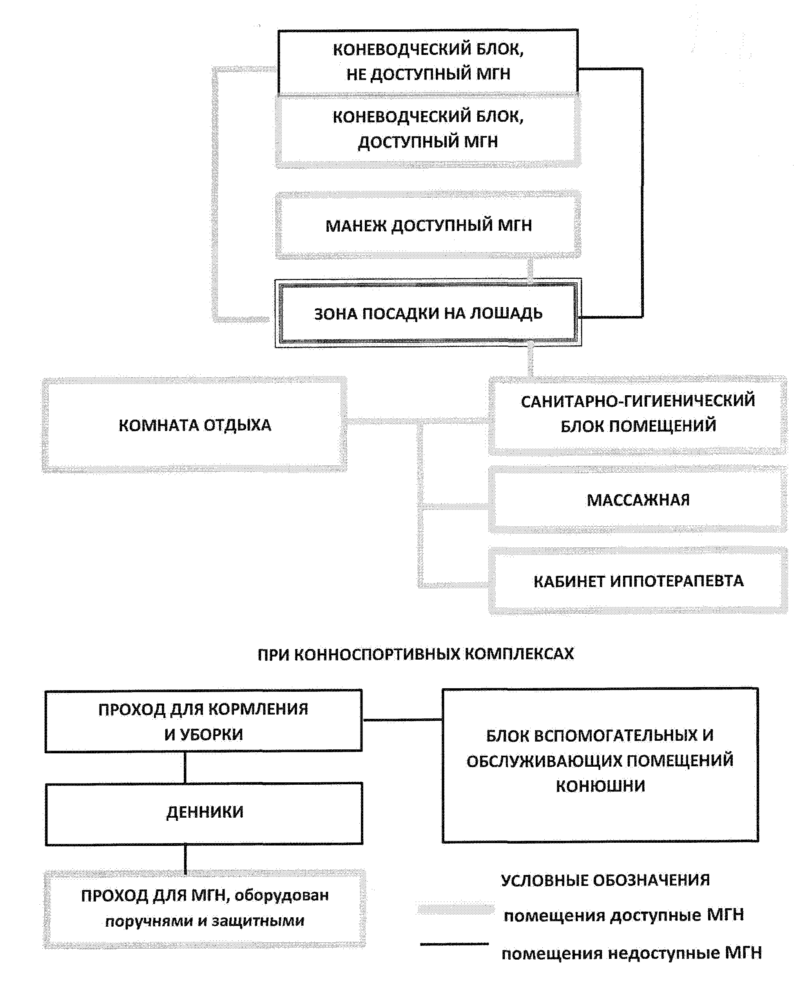 КОНЕВОДЧЕСКИЙ БЛОК,
НЕ ДОСТУПНЫЙ МГН
КОНЕВОДЧЕСКИЙ БЛОК,
ДОСТУПНЫЙ МГН
МАНЕЖ ДОСТУПНЫЙ МГН
ЗОНА ПОСАДКИ НА ЛОШАДЬ
КОМНАТА ОТДЫХА
САНИТАРНО-ГИГИЕНИЧЕСКИЙ
БЛОК ПОМЕЩЕНИЙ
МАССАЖНАЯ
КАБИНЕТ ИППОТЕРАПЕВТА
ПРИ КОННОСПОРТИВНЫХ КОМПЛЕКСАХ
ПРОХОД ДЛЯ КОРМЛЕНИЯ
И УБОРКИ
БЛОК ВСПОМОГАТЕЛЬНЫХ И
ОБСЛУЖИВАЮЩИХ ПОМЕЩЕНИЙ
КОНЮШНИ
ДЕННИКИ
ПРОХОД ДЛЯ МГН, оборудован
поручнями и защитными
УСЛОВНЫЕ ОБОЗНАЧЕНИЯ
помещения доступные МГН
помещения недоступные МГН